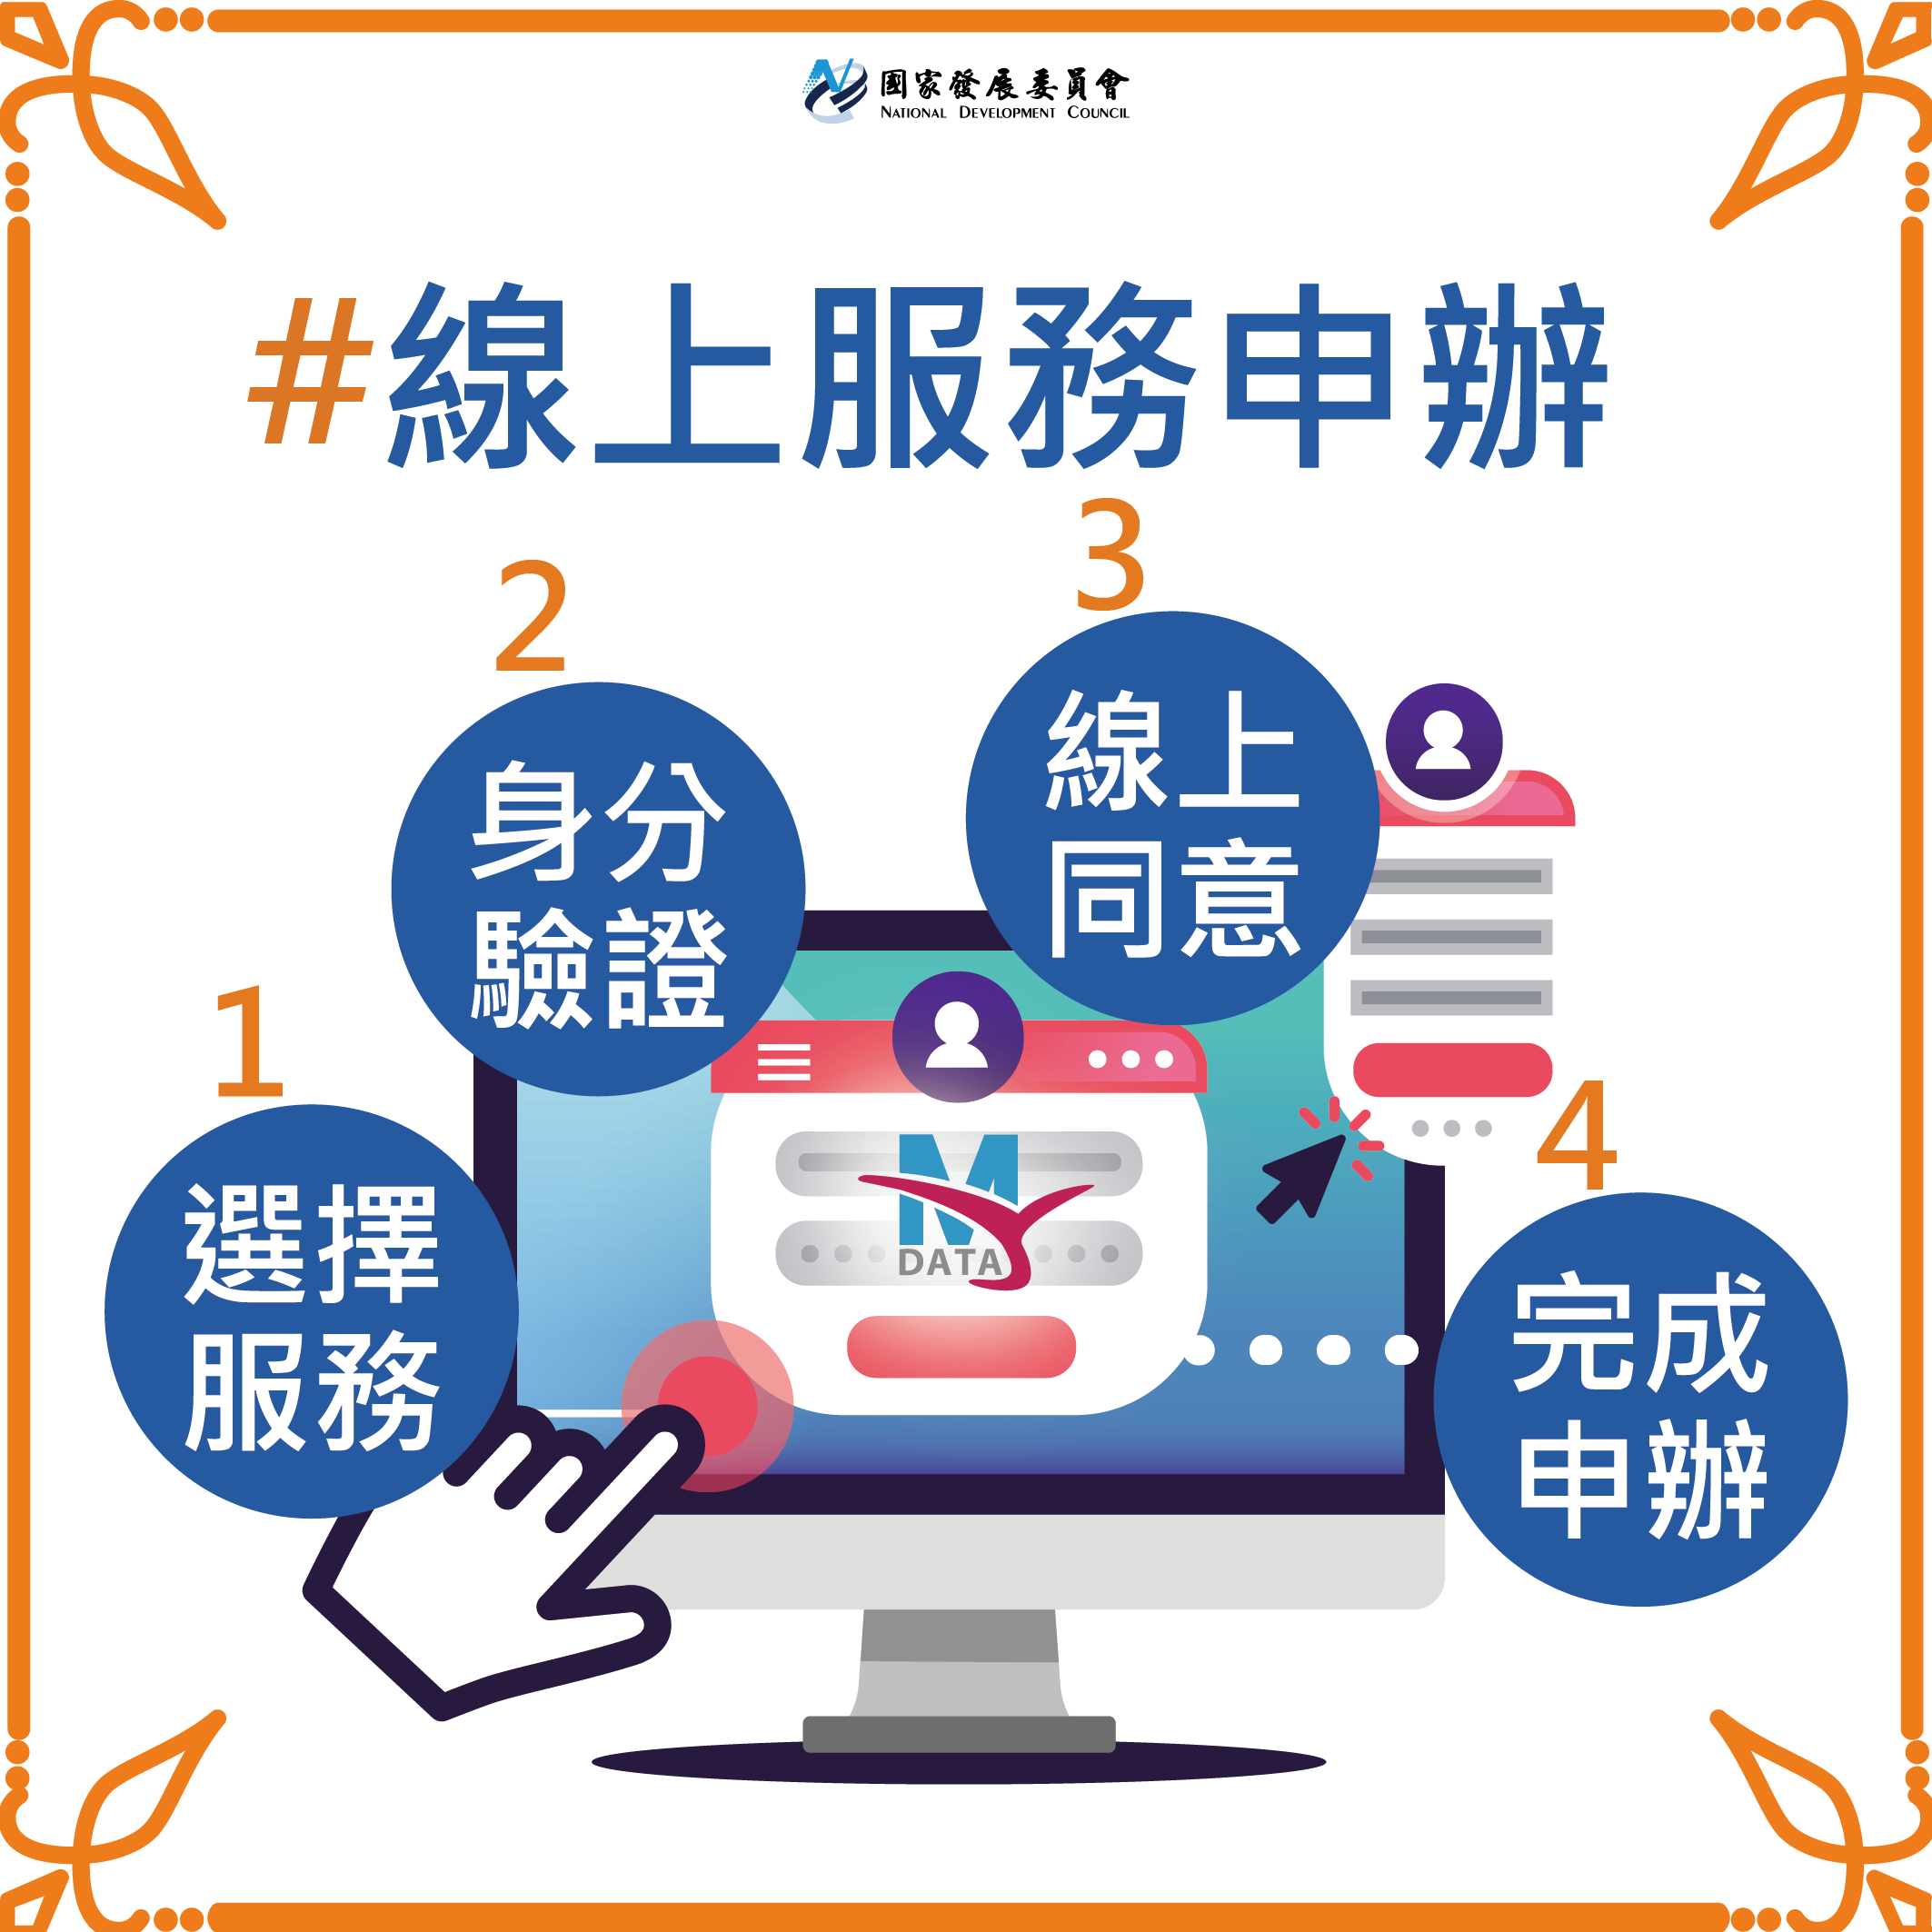 國家發展委員會
NATIONAL DEVELOPMENT COUNCIL
#線上服務申辦
1
選擇
服務
2
身分
驗證
3
線上
同意
4
完成
申辦
MY
DATA